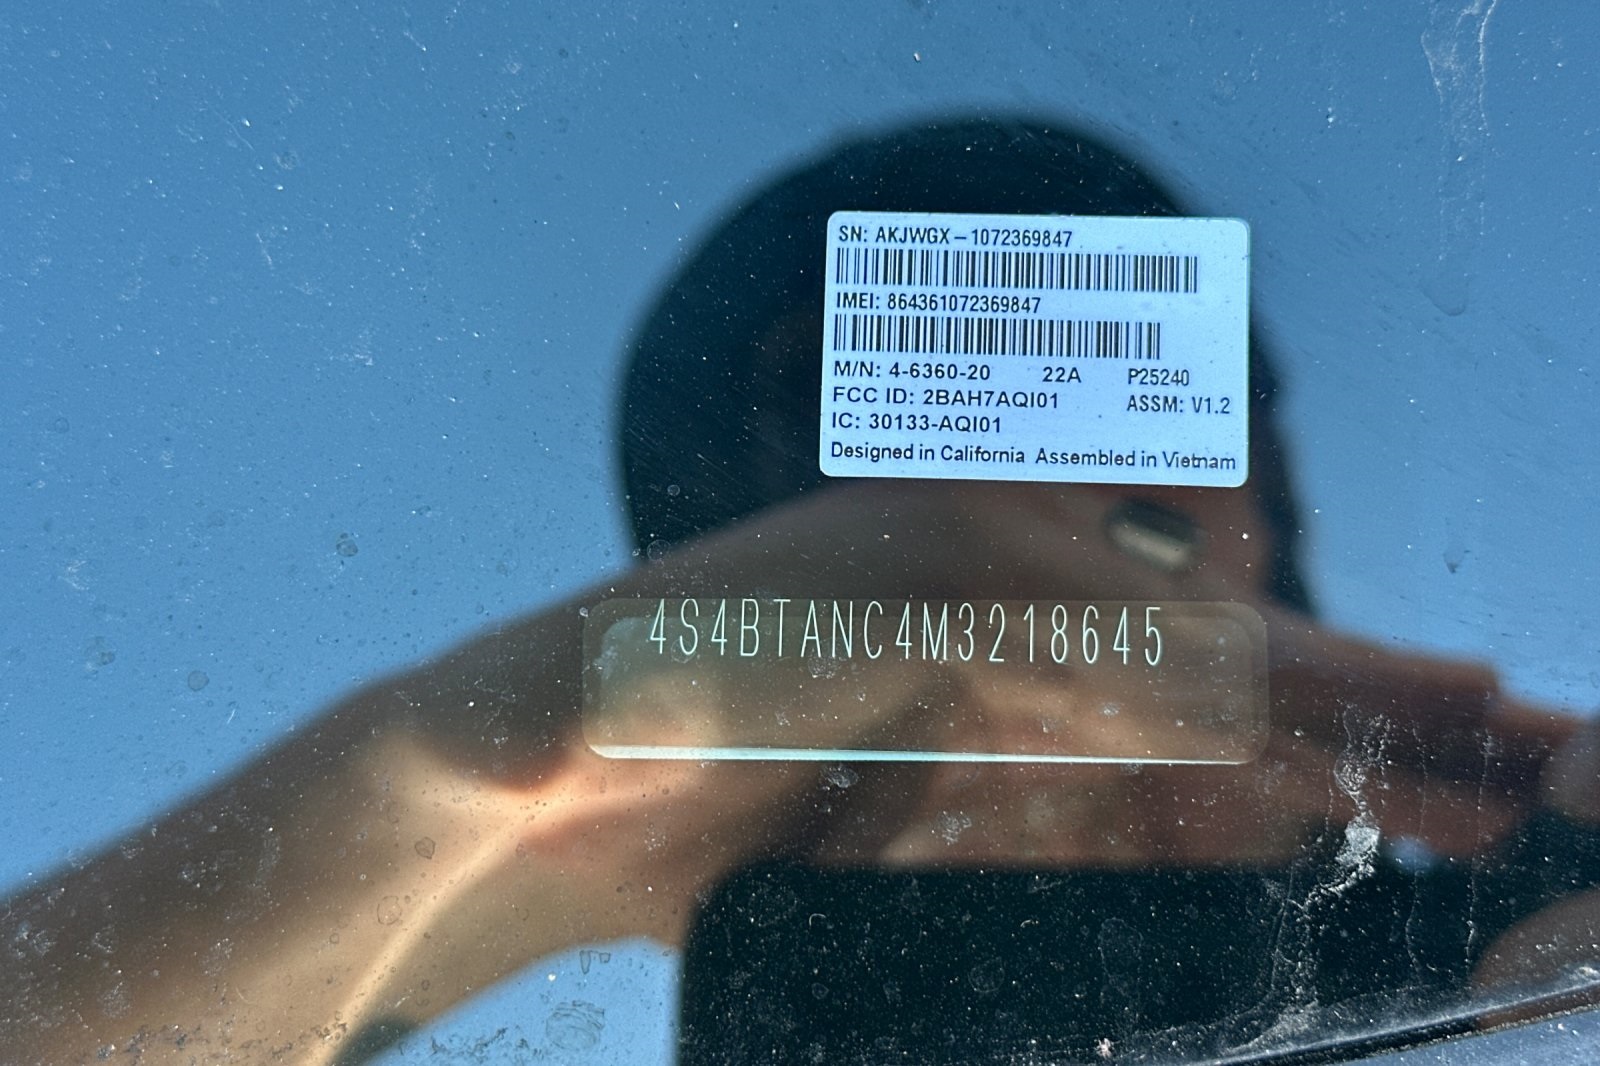 SN: AKJWGX-1072369847
IMEI: 864361072369847
M/N: 4-6360-20 22A P25240
FCC ID: 2BAH7AQI01 ASSM: V1.2
IC: 30133-AQI01
Designed in California Assembled in Vietnam
4S4BTANC4M3218645